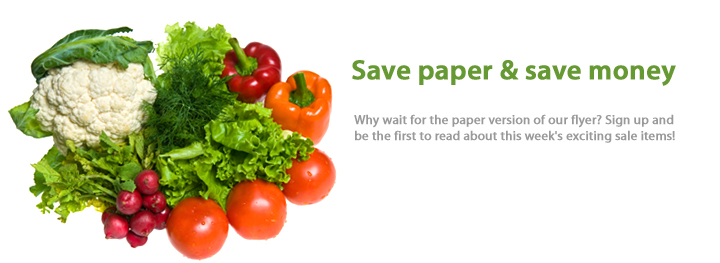 Save paper & save money
Why wait for the paper version of our flyer? Sign up and
be the first to read about this week's exciting sale items!